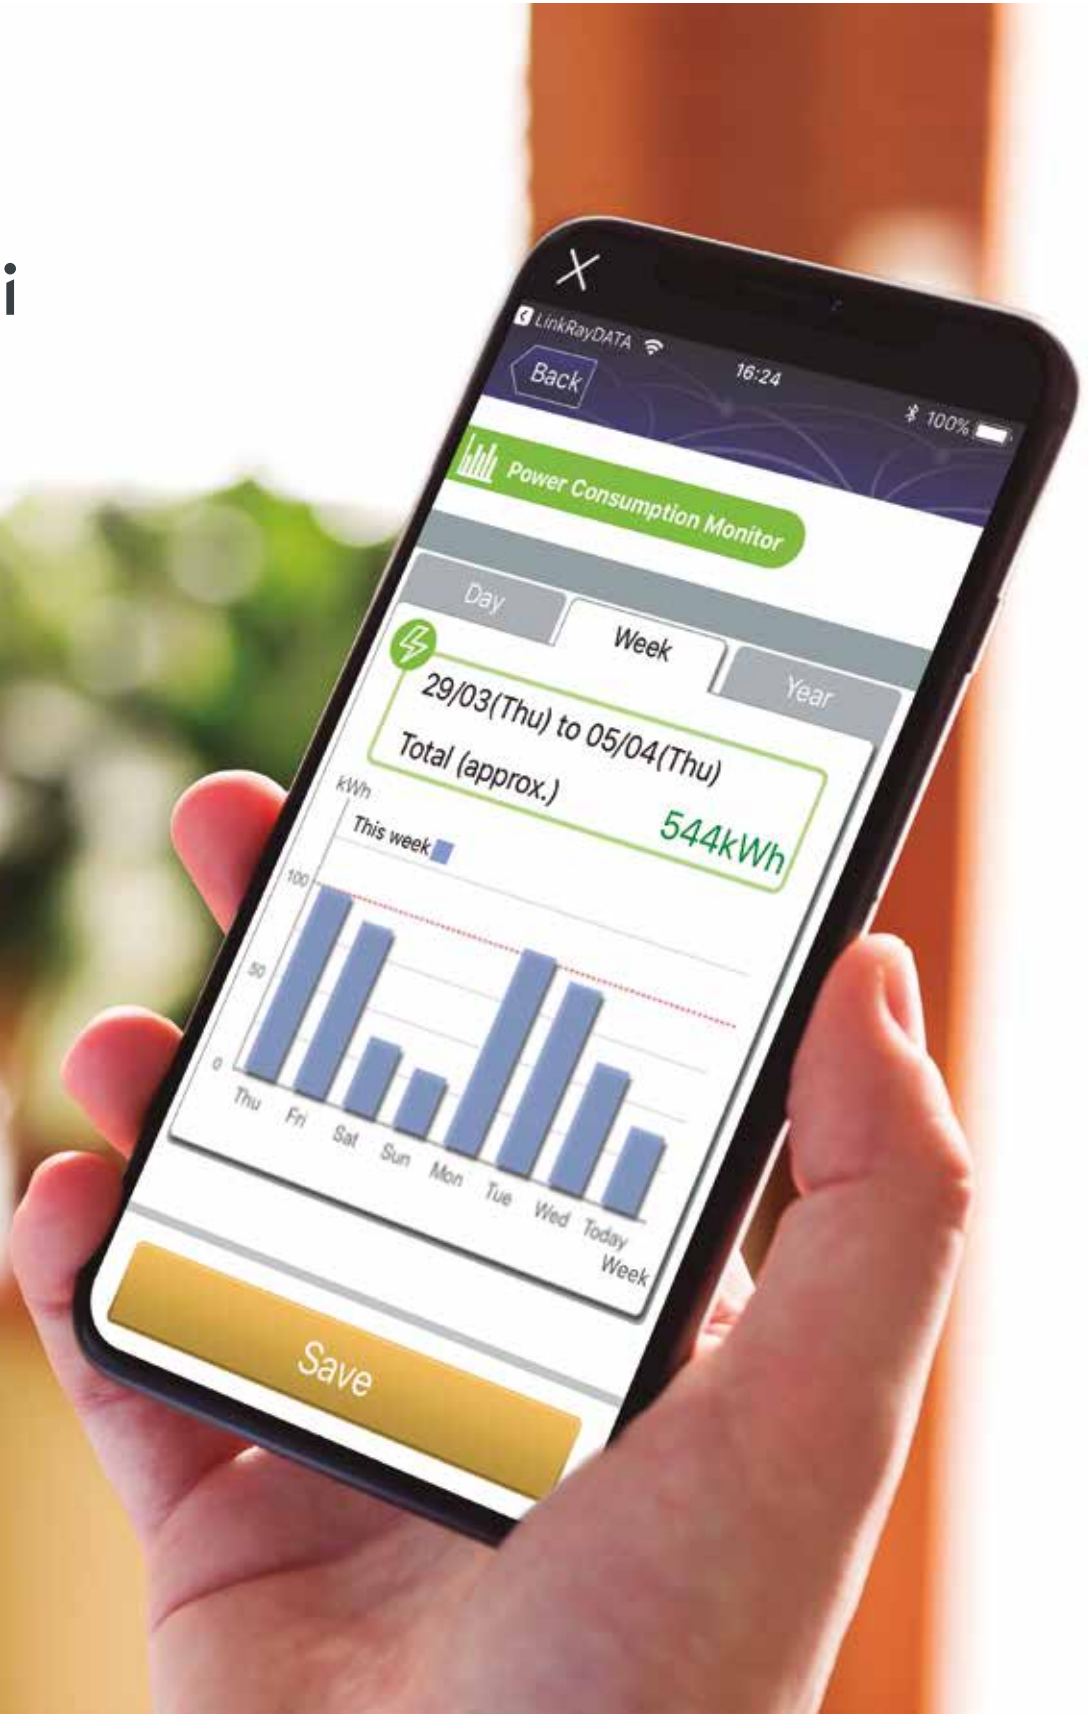 i
LinkRayDATA
16:24
100%
Back
Power Consumption Monitor
Day
Week
Year
29/03(Thu) to 05/04(Thu)
Total (approx.)
544kWh
kWh
This week
100
50
0
Thu
Fri
Sat
Sun
Mon
Tue
Wed
Today
Week
Save